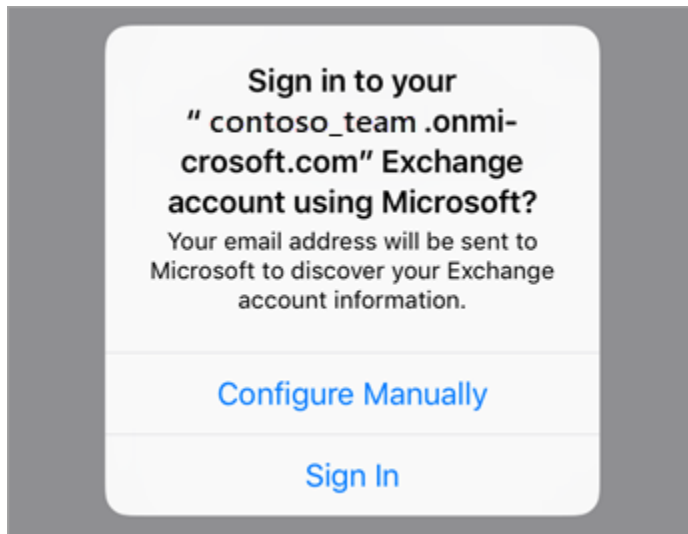 Sign in to your
“ contoso_team .onmi-
crosoft.com” Exchange
account using Microsoft?
Your email address will be sent to
Microsoft to discover your Exchange
account information.
Configure Manually
Sign In